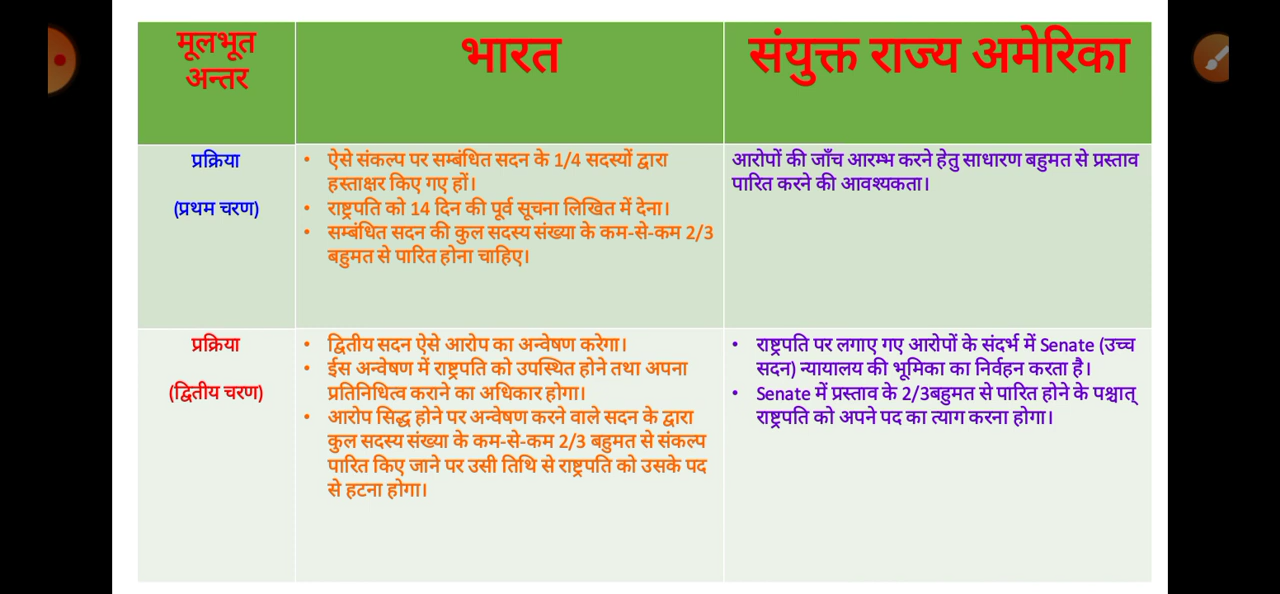 मूलभूत
अन्तर
भारत
संयुक्त राज्य अमेरिका
प्रक्रिया
(प्रथम चरण)
• ऐसे संकल्प पर सम्बंधित सदन के 1/4 सदस्यों द्वारा
हस्ताक्षर किए गए हों।
• राष्ट्रपति को 14 दिन की पूर्व सूचना लिखित में देना।
• सम्बंधित सदन की कुल सदस्य संख्या के कम-से-कम 2/3
बहुमत से पारित होना चाहिए।
आरोपों की जाँच आरम्भ करने हेतु साधारण बहुमत से प्रस्ताव
पारित करने की आवश्यकता।
प्रक्रिया
(द्वितीय चरण)
• द्वितीय सदन ऐसे आरोप का अन्वेषण करेगा।
• ईस अन्वेषण में राष्ट्रपति को उपस्थित होने तथा अपना
प्रतिनिधित्व कराने का अधिकार होगा।
• आरोप सिद्ध होने पर अन्वेषण करने वाले सदन के द्वारा
कुल सदस्य संख्या के कम-से-कम 2/3 बहुमत से संकल्प
पारित किए जाने पर उसी तिथि से राष्ट्रपति को उसके पद
से हटना होगा।
• राष्ट्रपति पर लगाए गए आरोपों के संदर्भ में Senate (उच्च
सदन) न्यायालय की भूमिका का निर्वहन करता है।
• Senate में प्रस्ताव के 2/3बहुमत से पारित होने के पश्चात्
राष्ट्रपति को अपने पद का त्याग करना होगा।